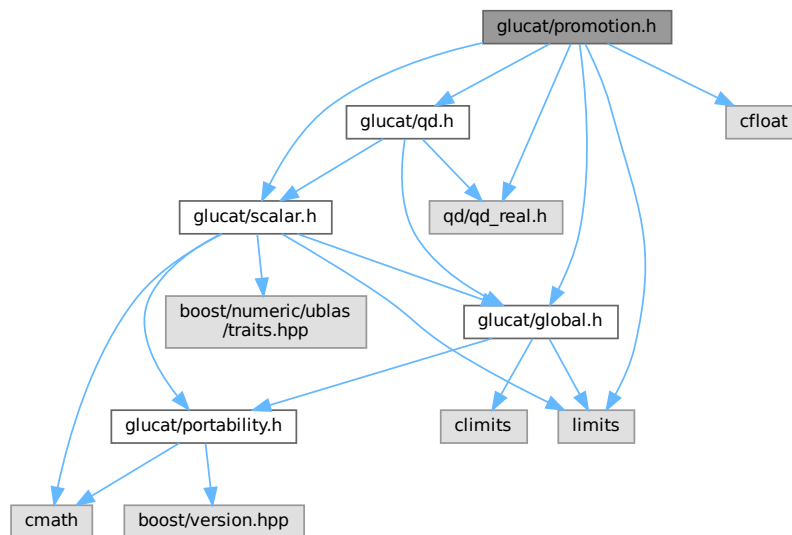 glucat/promotion.h
glucat/qd.h
cfloat
glucat/scalar.h
qd/qd_real.h
boost/numeric/ublas
/traits.hpp
glucat/global.h
glucat/portability.h
climits
limits
cmath
boost/version.hpp